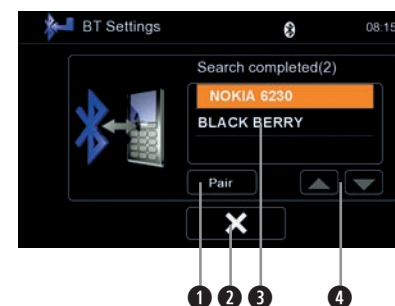 BT Settings
08:15
Search completed(2)
NOKIA 6230
BLACK BERRY
Pair
1 2 3 4